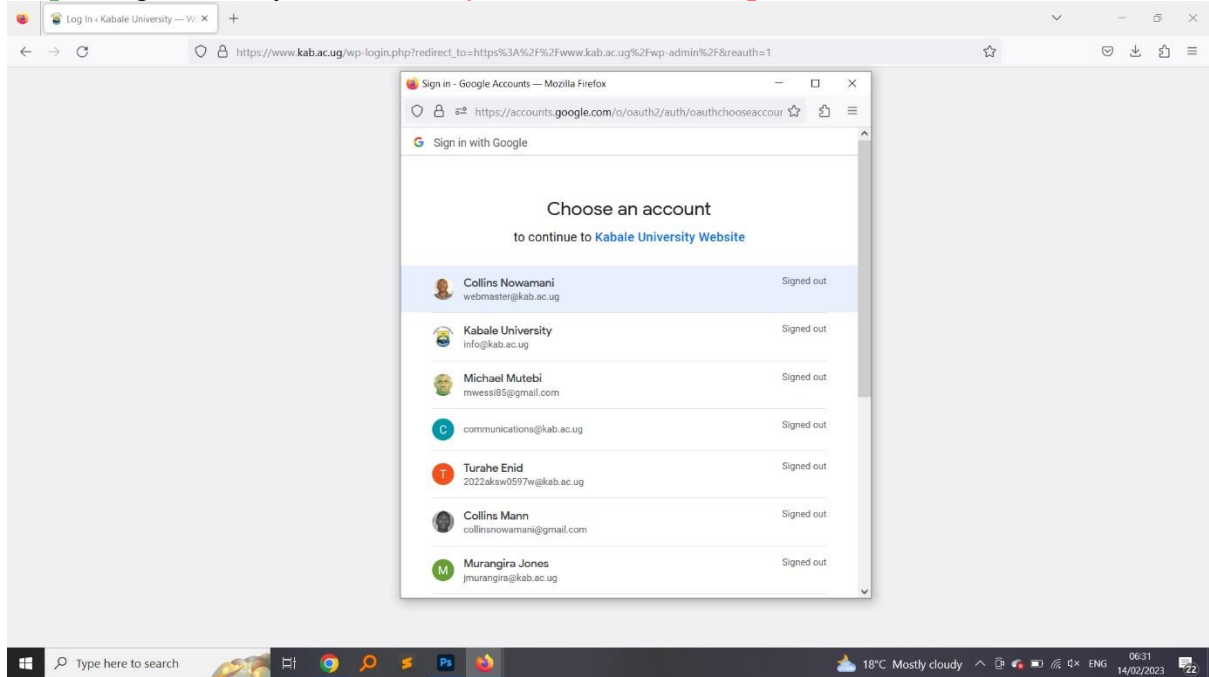 Log In ‹ Kabale University — W
https://www.kab.ac.ug/wp-login.php?redirect_to=https%3A%2F%2Fwww.kab.ac.ug%2Fwp-admin%2F&reauth=1
Sign in - Google Accounts — Mozilla Firefox
https://accounts.google.com/o/oauth2/auth/oauthchooseaccour
G Sign in with Google
Choose an account
to continue to Kabale University Website
Collins Nowamani Signed out
webmaster@kab.ac.ug
Kabale University Signed out
info@kab.ac.ug
Michael Mutebi Signed out
mwessi85@gmail.com
C communications@kab.ac.ug Signed out
T Turahe Enid Signed out
2022aksw0597w@kab.ac.ug
Collins Mann Signed out
collinsnowamani@gmail.com
M Murangira Jones Signed out
jmurangira@kab.ac.ug
Type here to search
Ps
18°C Mostly cloudy
ENG
06:31
14/02/2023
22